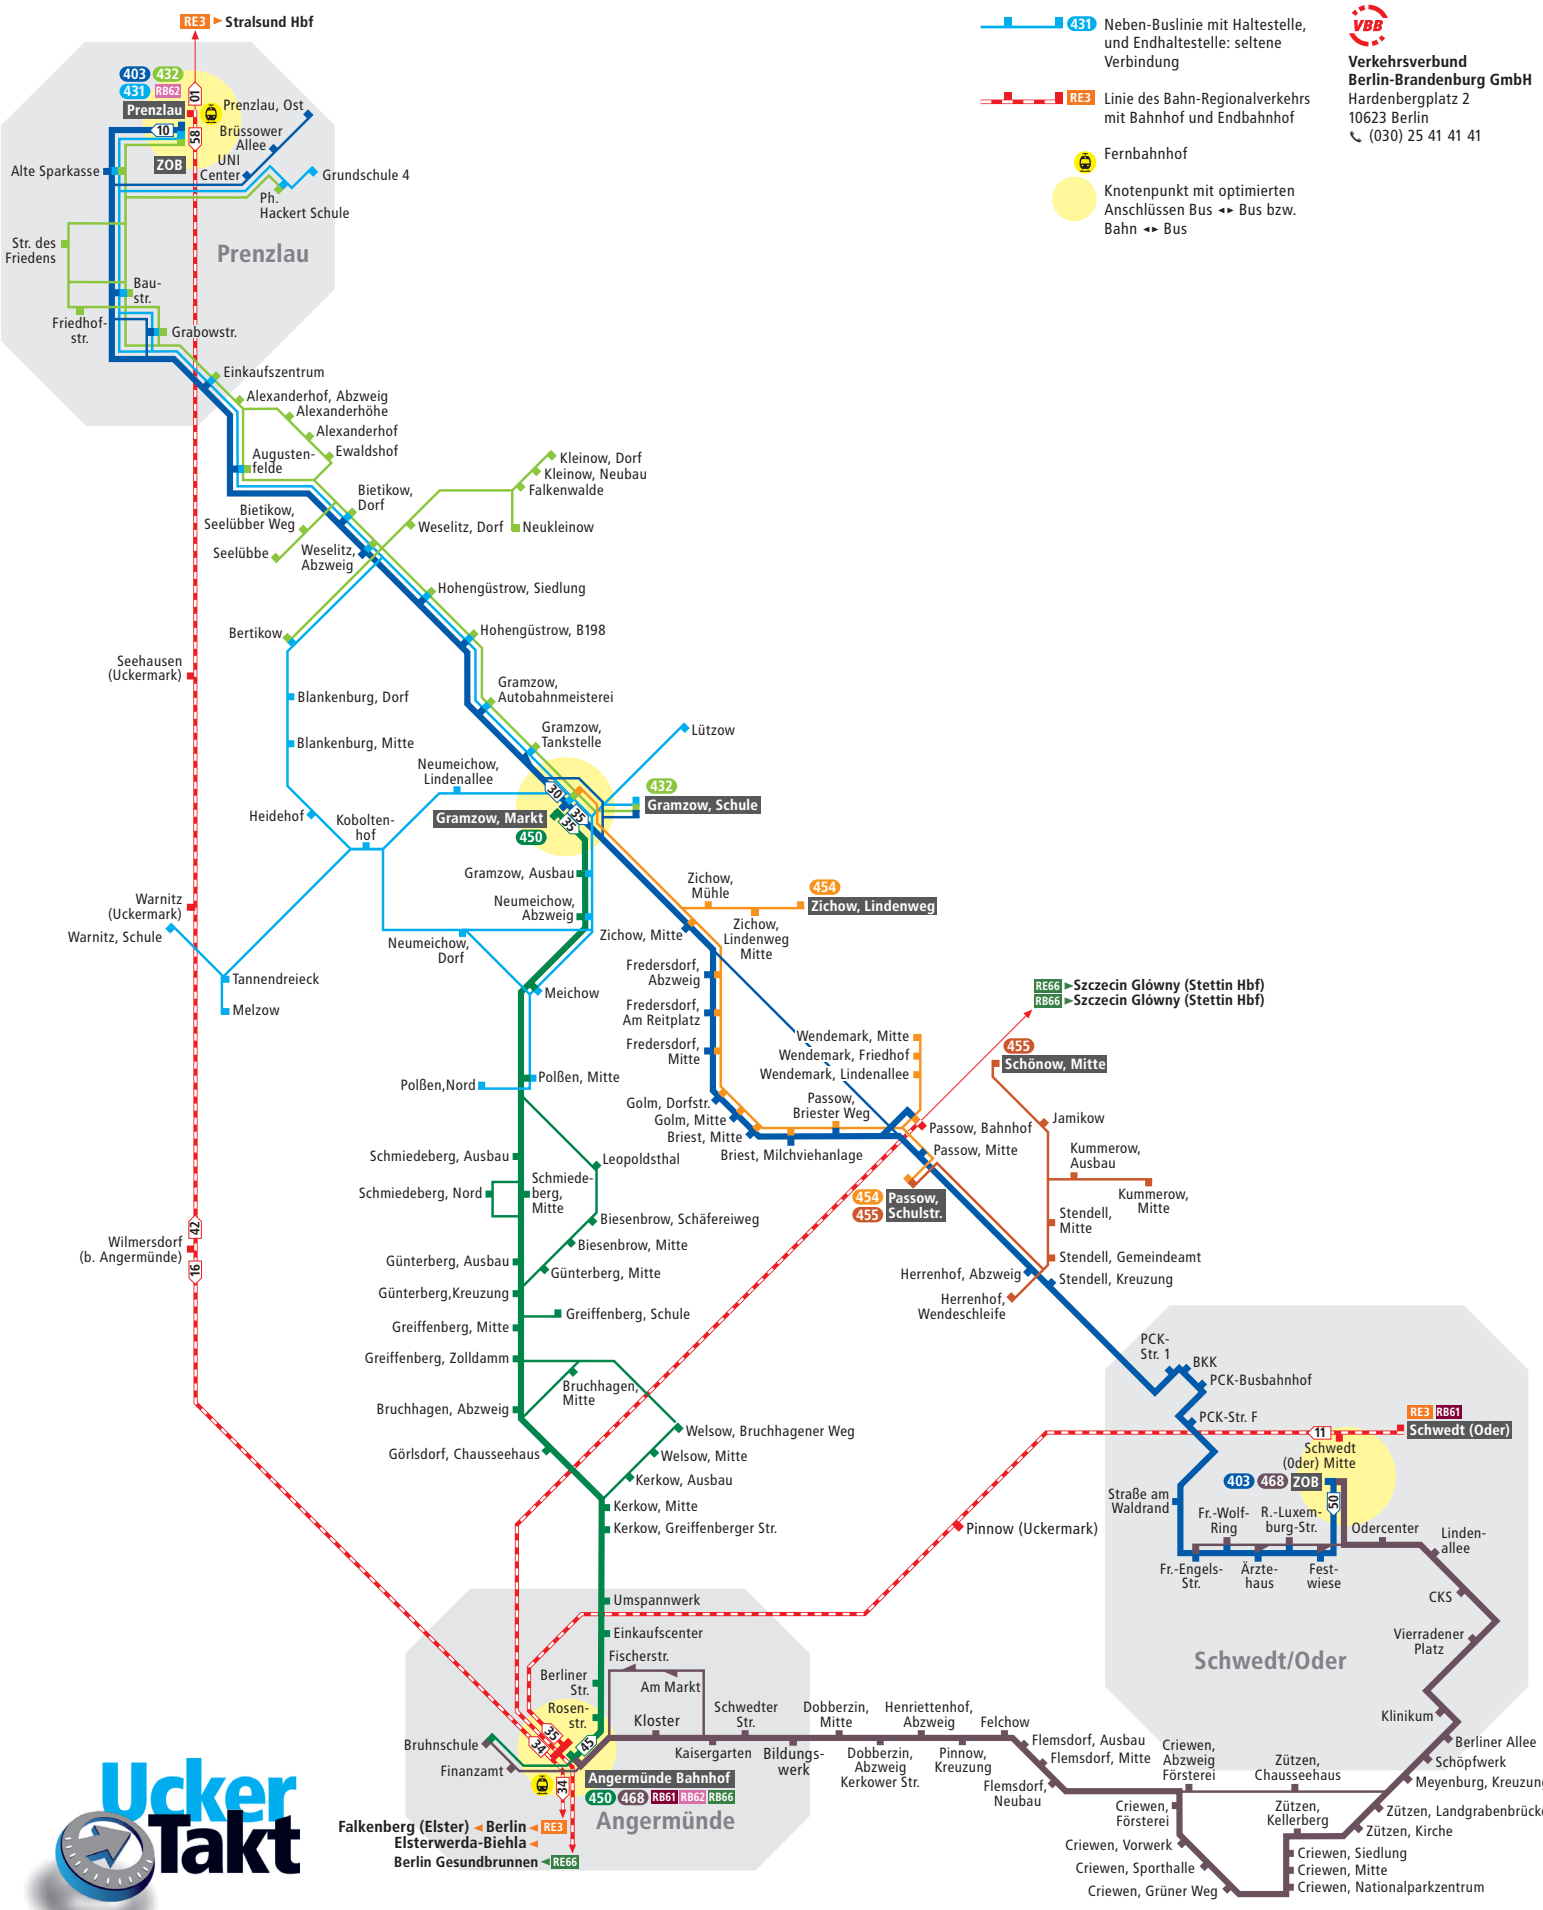 RE3 ► Stralsund Hbf
403 432
431 RB62
Prenzlau
01
58
10
ZOB
Prenzlau, Ost
Brüssower
Allee
UNI
Center
Alte Sparkasse
Grundschule 4
Ph.
Hackert Schule
Str. des
Friedens
Prenzlau
Bau-
str.
Friedhof-
str.
Grabowstr.
Einkaufszentrum
Alexanderhof, Abzweig
Alexanderhöhe
Alexanderhof
Ewaldshof
Augusten-
felde
Bietikow,
Dorf
Bietikow,
Seelübber Weg
Seelübbe
Weselitz,
Abzweig
Kleinow, Dorf
Kleinow, Neubau
Falkenwalde
Weselitz, Dorf
Neukleinow
Hohengüstrow, Siedlung
Hohengüstrow, B198
Bertikow
Seehausen
(Uckermark)
Blankenburg, Dorf
Blankenburg, Mitte
Gramzow,
Autobahnmeisterei
Gramzow,
Tankstelle
Lützow
Neumeichow,
Lindenallee
Heidehof
Kobolten-
hof
30
35
35
432
Gramzow, Schule
Gramzow, Markt
450
Gramzow, Ausbau
Neumeichow,
Abzweig
Neumeichow,
Dorf
Warnitz
(Uckermark)
Warnitz, Schule
Tannendreieck
Melzow
Meichow
Polßen,Nord
Polßen, Mitte
Zichow,
Mühle
454
Zichow, Lindenweg
Zichow,
Lindenweg
Mitte
Zichow, Mitte
Fredersdorf,
Abzweig
Fredersdorf,
Am Reitplatz
Fredersdorf,
Mitte
Golm, Dorfstr.
Golm, Mitte
Briest, Mitte
Briest, Milchviehanlage
Passow,
Briester Weg
Wendemark, Mitte
Wendemark, Friedhof
Wendemark, Lindenallee
RE66 ►Szczecin Glówny (Stettin Hbf)
RB66 ►Szczecin Glówny (Stettin Hbf)
455
Schönow, Mitte
Passow, Bahnhof
Passow, Mitte
454 Passow,
455 Schulstr.
Jamikow
Kummerow,
Ausbau
Kummerow,
Mitte
Stendell,
Mitte
Stendell, Gemeindeamt
Stendell, Kreuzung
Herrenhof, Abzweig
Herrenhof,
Wendeschleife
Schmiedeberg, Ausbau
Schmiedeberg, Nord
Schmiede-
berg,
Mitte
Leopoldsthal
Biesenbrow, Schäfereiweg
Biesenbrow, Mitte
Günterberg, Mitte
Günterberg, Ausbau
Günterberg,Kreuzung
Greiffenberg, Schule
Greiffenberg, Mitte
Greiffenberg, Zolldamm
Bruchhagen,
Mitte
Bruchhagen, Abzweig
Görlsdorf, Chausseehaus
Welsow, Bruchhagener Weg
Welsow, Mitte
Kerkow, Ausbau
Kerkow, Mitte
Kerkow, Greiffenberger Str.
42
Wilmersdorf
(b. Angermünde)
16
Umspannwerk
Einkaufscenter
Fischerstr.
Berliner
Str.
Am Markt
Rosen-
str.
Kloster
Schwedter
Str.
Kaisergarten
Bildungs-
werk
Bruhnschule
Finanzamt
35
34
45
34
Angermünde Bahnhof
450 468 RB61 RB62 RB66
Angermünde
Falkenberg (Elster) ◄ Berlin ◄ RE3
Elsterwerda-Biehla ◄
Berlin Gesundbrunnen ◄ RE66
Dobberzin,
Mitte
Dobberzin,
Abzweig
Kerkower Str.
Henriettenhof,
Abzweig
Pinnow,
Kreuzung
Felchow
Flemsdorf, Ausbau
Flemsdorf, Mitte
Flemsdorf,
Neubau
Criewen,
Abzweig
Försterei
Criewen,
Försterei
Criewen, Vorwerk
Criewen, Sporthalle
Criewen, Grüner Weg
Zützen,
Chausseehaus
Zützen,
Kellerberg
Criewen, Siedlung
Criewen, Mitte
Criewen, Nationalparkzentrum
Zützen, Kirche
Zützen, Landgrabenbrücke
Meyenburg, Kreuzung
Schöpfwerk
Berliner Allee
Klinikum
Vierradener
Platz
CKS
Linden-
allee
Odercenter
Schwedt/Oder
PCK-
Str. 1
BKK
PCK-Busbahnhof
PCK-Str. F
RE3 RB61
Schwedt (Oder)
11
Schwedt
(Oder) Mitte
403 468 ZOB
50
Straße am
Waldrand
Fr.-Wolf-
Ring
R.-Luxem-
burg-Str.
Fr.-Engels-
Str.
Ärzte-
haus
Fest-
wiese
Pinnow (Uckermark)
431 Neben-Buslinie mit Haltestelle,
und Endhaltestelle: seltene
Verbindung
RE3 Linie des Bahn-Regionalverkehrs
mit Bahnhof und Endbahnhof
Fernbahnhof
Knotenpunkt mit optimierten
Anschlüssen Bus ◄► Bus bzw.
Bahn ◄► Bus
VBB
Verkehrsverbund
Berlin-Brandenburg GmbH
Hardenbergplatz 2
10623 Berlin
(030) 25 41 41 41
Ucker
Takt